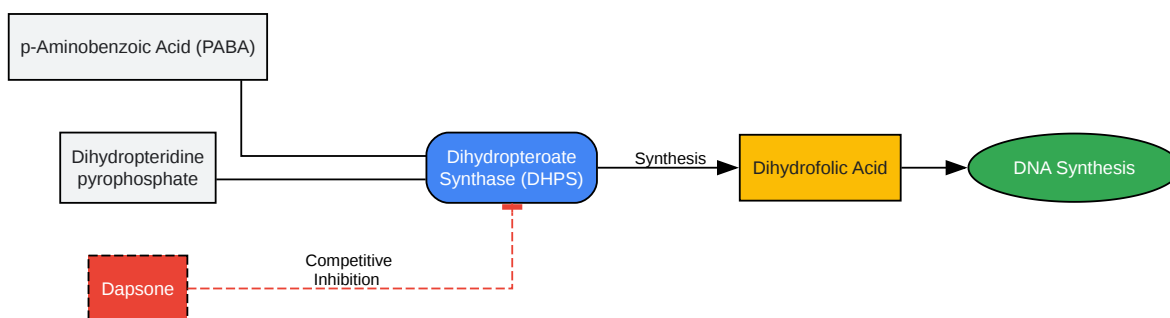 p-Aminobenzoic Acid (PABA)
Dihydropteridine
pyrophosphate
Dihydropteroate
Synthase (DHPS)
Synthesis
Dihydrofolic Acid
DNA Synthesis
Competitive
Inhibition
Dapsone